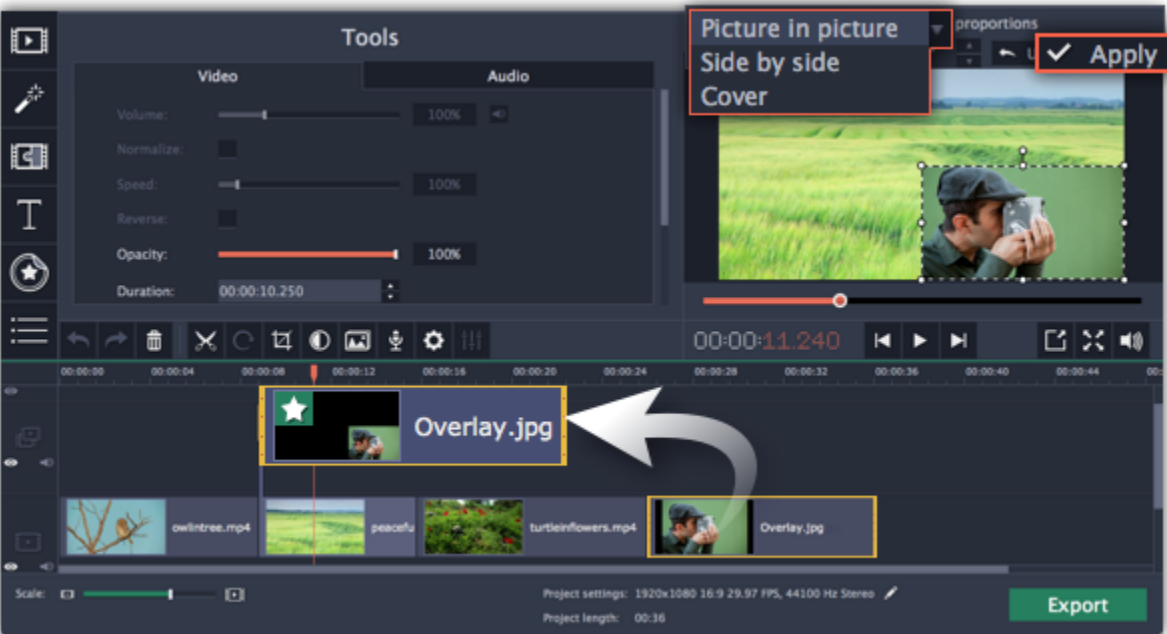 Tools
Video
Audio
Volume:
100%
Normalize:
Speed:
100%
Reverse:
Opacity:
100%
Duration:
00:00:10.250
Picture in picture
Side by side
Cover
proportions
U
Apply
T
00:00:11.240
00:00:00
00:00:04
00:00:08
00:00:12
00:00:16
00:00:20
00:00:24
00:00:28
00:00:32
00:00:36
00:00:40
00:00:44
00:
Overlay.jpg
owlintree.mp4
peacefu
turtleinflowers.mp4
Overlay.jpg
Scale:
Project settings: 1920x1080 16:9 29.97 FPS, 44100 Hz Stereo
Project length: 00:36
Export